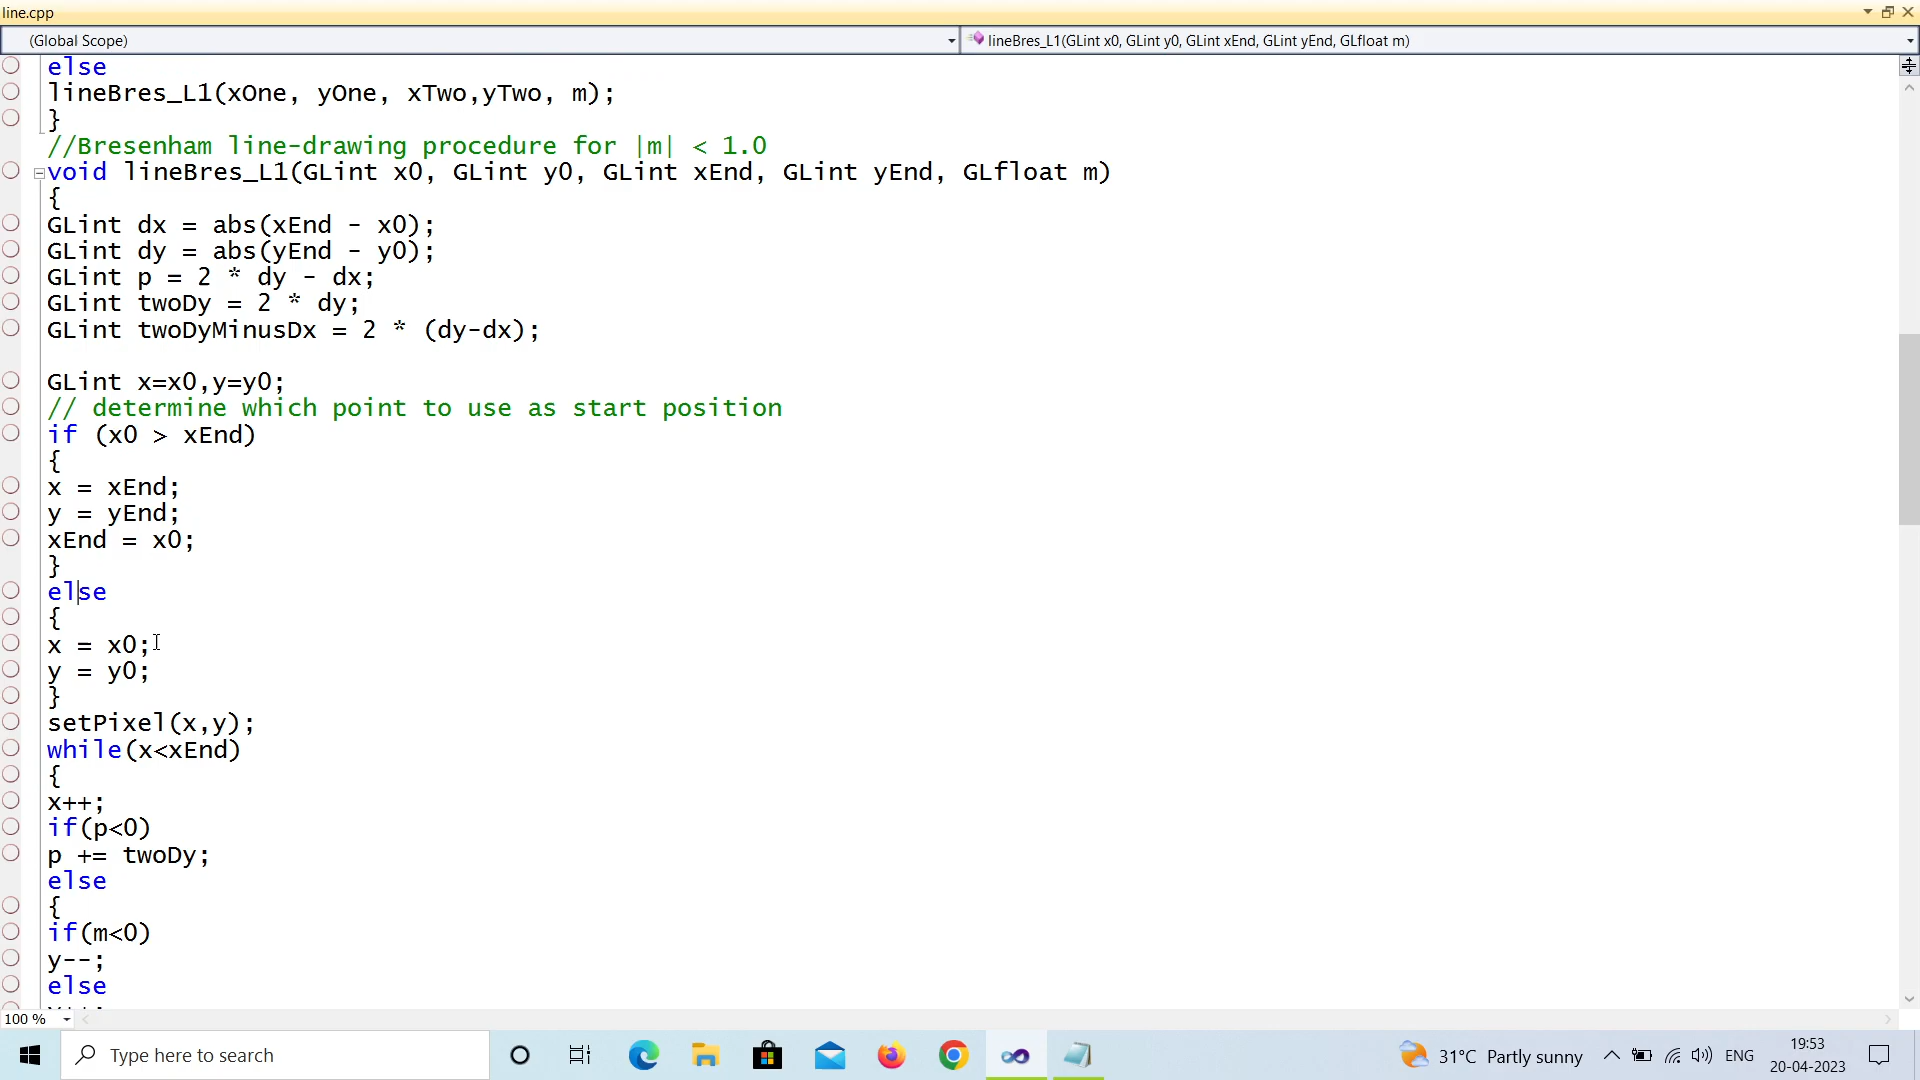 line.cpp
(Global Scope)
lineBres_L1(GLint x0, GLint y0, GLint xEnd, GLint yEnd, GLfloat m)
else
lineBres_L1(xOne, yOne, xTwo,yTwo, m);
}
//Bresenham line-drawing procedure for |m| < 1.0
void lineBres_L1(GLint x0, GLint y0, GLint xEnd, GLint yEnd, GLfloat m)
{
GLint dx = abs(xEnd - x0);
GLint dy = abs(yEnd - y0);
GLint p = 2 * dy - dx;
GLint twoDy = 2 * dy;
GLint twoDyMinusDx = 2 * (dy-dx);
GLint x=x0,y=y0;
// determine which point to use as start position
if (x0 > xEnd)
{
x = xEnd;
y = yEnd;
xEnd = x0;
}
else
{
x = x0;
y = y0;
}
setPixel(x,y);
while(x<xEnd)
{
x++;
if(p<0)
p += twoDy;
else
{
if(m<0)
y--;
else
100 %
Type here to search
31°C Partly sunny
ENG
19:53
20-04-2023